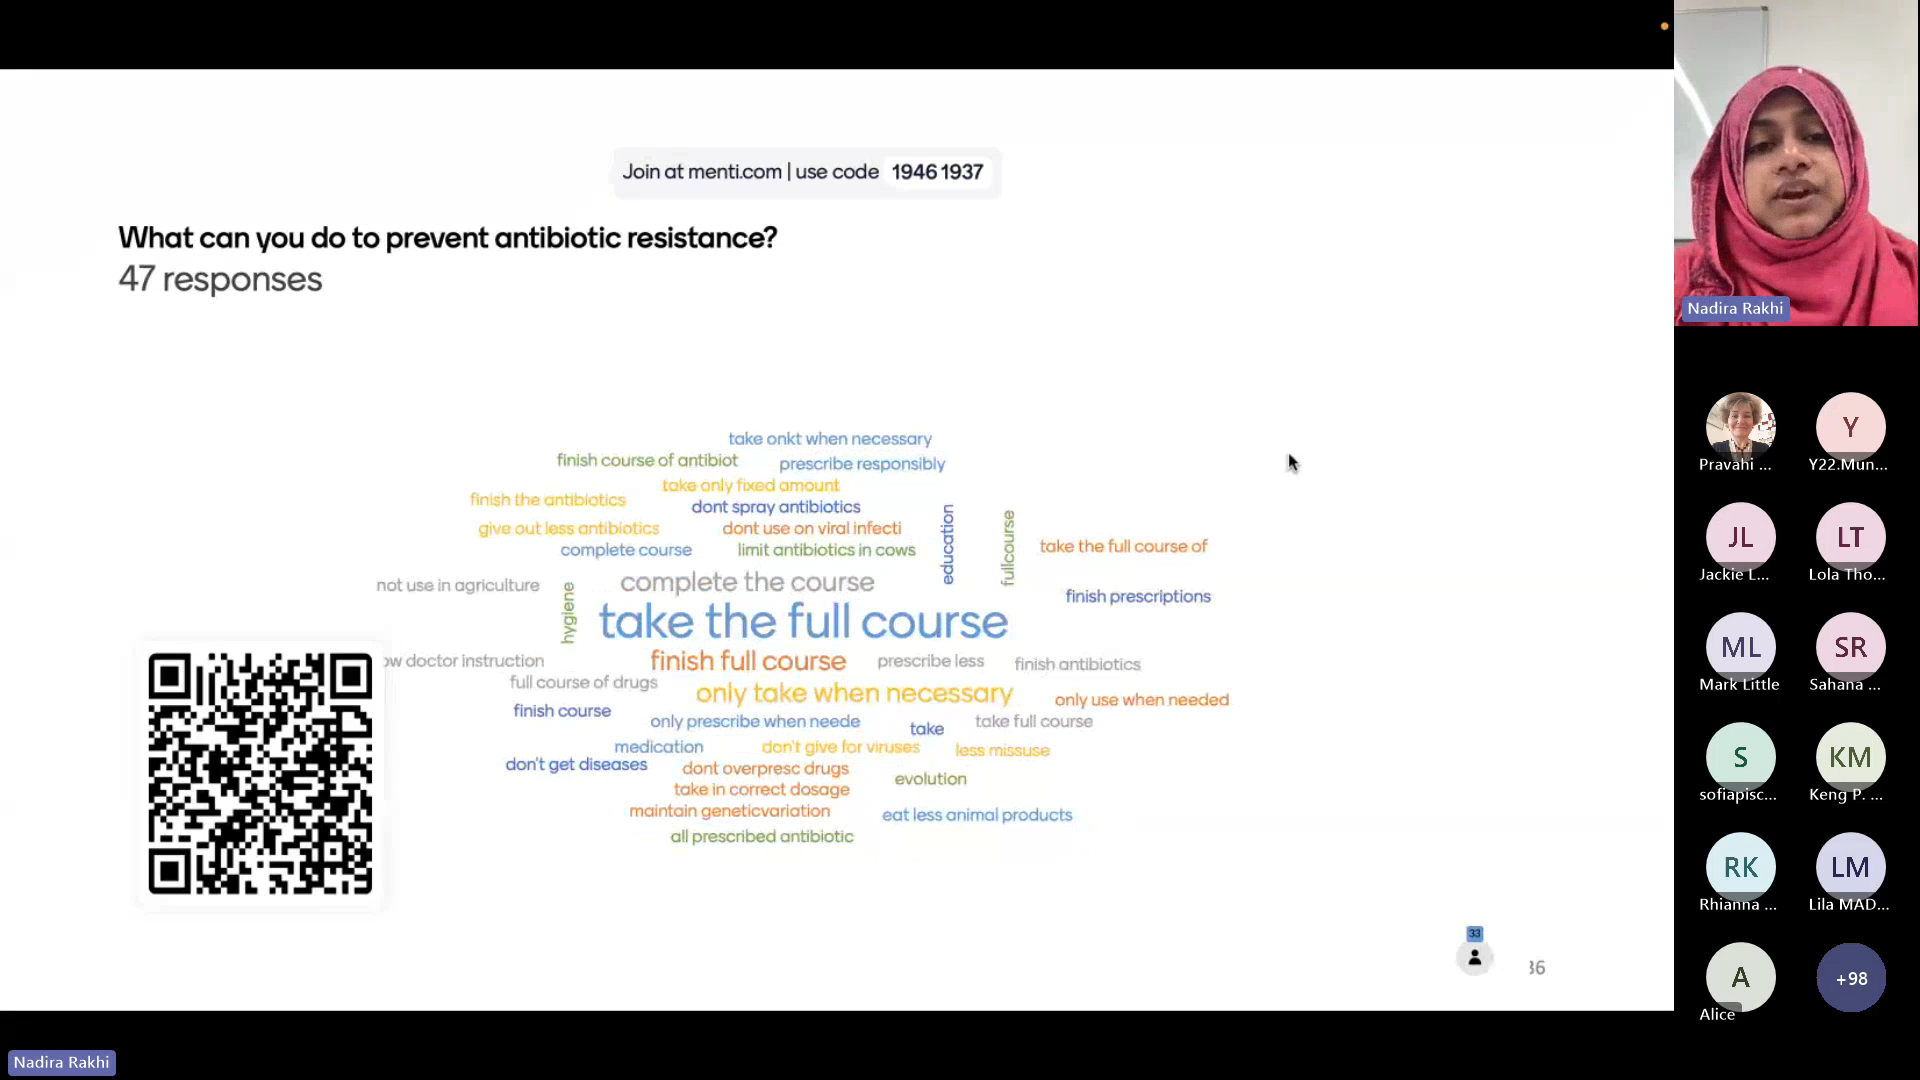 Join at menti.com | use code 1946 1937
What can you do to prevent antibiotic resistance?
47 responses
take onkt when necessary
finish course of antibiot
prescribe responsibly
take only fixed amount
finish the antibiotics
dont spray antibiotics
give out less antibiotics
dont use on viral infecti
education
fullcourse
take the full course of
complete course
limit antibiotics in cows
not use in agriculture
complete the course
hygiene
finish prescriptions
take the full course
ow doctor instruction
finish full course
prescribe less
finish antibiotics
full course of drugs
only take when necessary
only use when needed
finish course
only prescribe when neede
take
take full course
medication
don't give for viruses
less missuse
don't get diseases
dont overpresc drugs
evolution
take in correct dosage
maintain geneticvariation
eat less animal products
all prescribed antibiotic
33
36
Nadira Rakhi
Pravahi ...
Y
Y22.Mun...
JL
Jackie L...
LT
Lola Tho...
ML
Mark Little
SR
Sahana ...
S
sofiapisc...
KM
Keng P. ...
RK
Rhianna ...
LM
Lila MAD...
A
Alice
+98
Nadira Rakhi